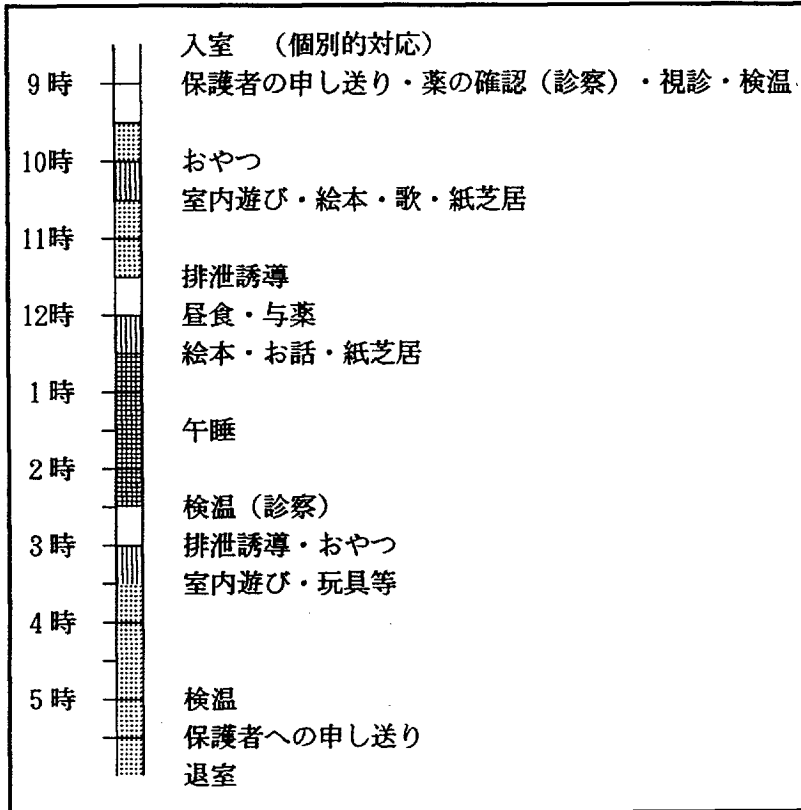 入室 （個別的対応）
9時 保護者の申し送り・薬の確認（診察）・視診・検温
10時 おやつ
室内遊び・絵本・歌・紙芝居
11時
排泄誘導
12時 昼食・与薬
絵本・お話・紙芝居
1時
午睡
2時
検温（診察）
3時 排泄誘導・おやつ
室内遊び・玩具等
4時
5時 検温
保護者への申し送り
退室